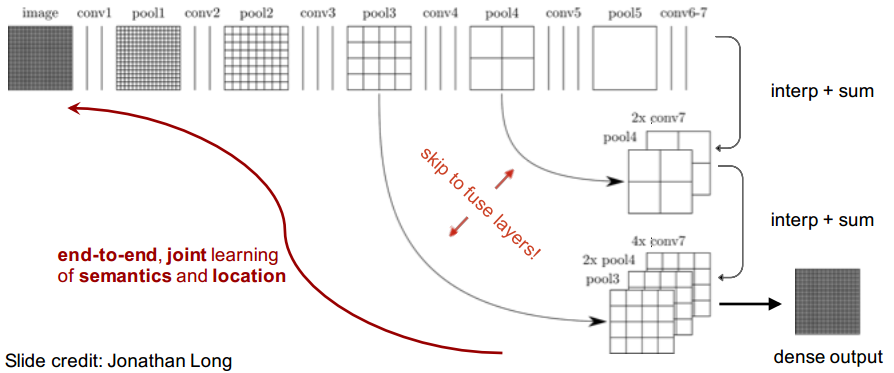 image conv1 pool1 conv2 pool2 conv3 pool3 conv4 pool4 conv5 pool5 conv6-7
interp + sum
2x conv7
pool4
skip to fuse layers!
interp + sum
4x conv7
2x pool4
pool3
end-to-end, joint learning
of semantics and location
dense output
Slide credit: Jonathan Long